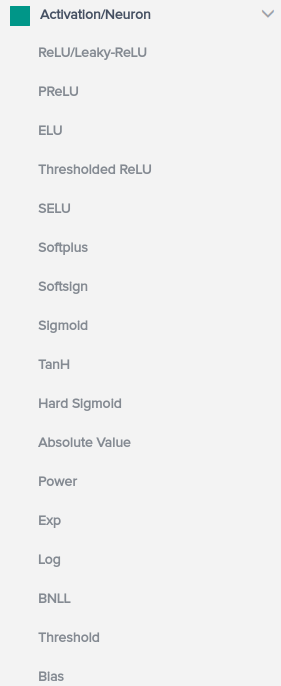 Activation/Neuron
ReLU/Leaky-ReLU
PReLU
ELU
Thresholded ReLU
SELU
Softplus
Softsign
Sigmoid
TanH
Hard Sigmoid
Absolute Value
Power
Exp
Log
BNLL
Threshold
Bias